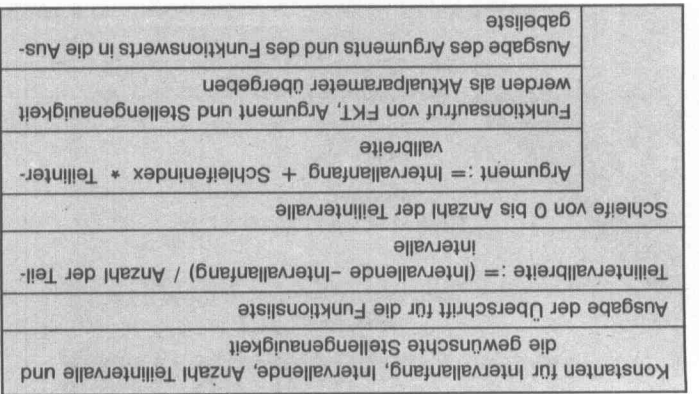 Konstanten für Intervallanfang, Intervallende, Anzahl Teilintervalle und
die gewünschte Stellengenauigkeit
Ausgabe der Überschrift für die Funktionsliste
Teilintervallbreite := (Intervallende -Intervallanfang) / Anzahl der Teil-
intervalle
Schleife von 0 bis Anzahl der Teilintervalle
Argument := Intervallanfang + Schleifenindex * Teilinter-
vallbreite
Funktionsaufruf von FKT, Argument und Stellengenauigkeit
werden als Aktualparameter übergeben
Ausgabe des Arguments und des Funktionswerts in die Aus-
gabeliste